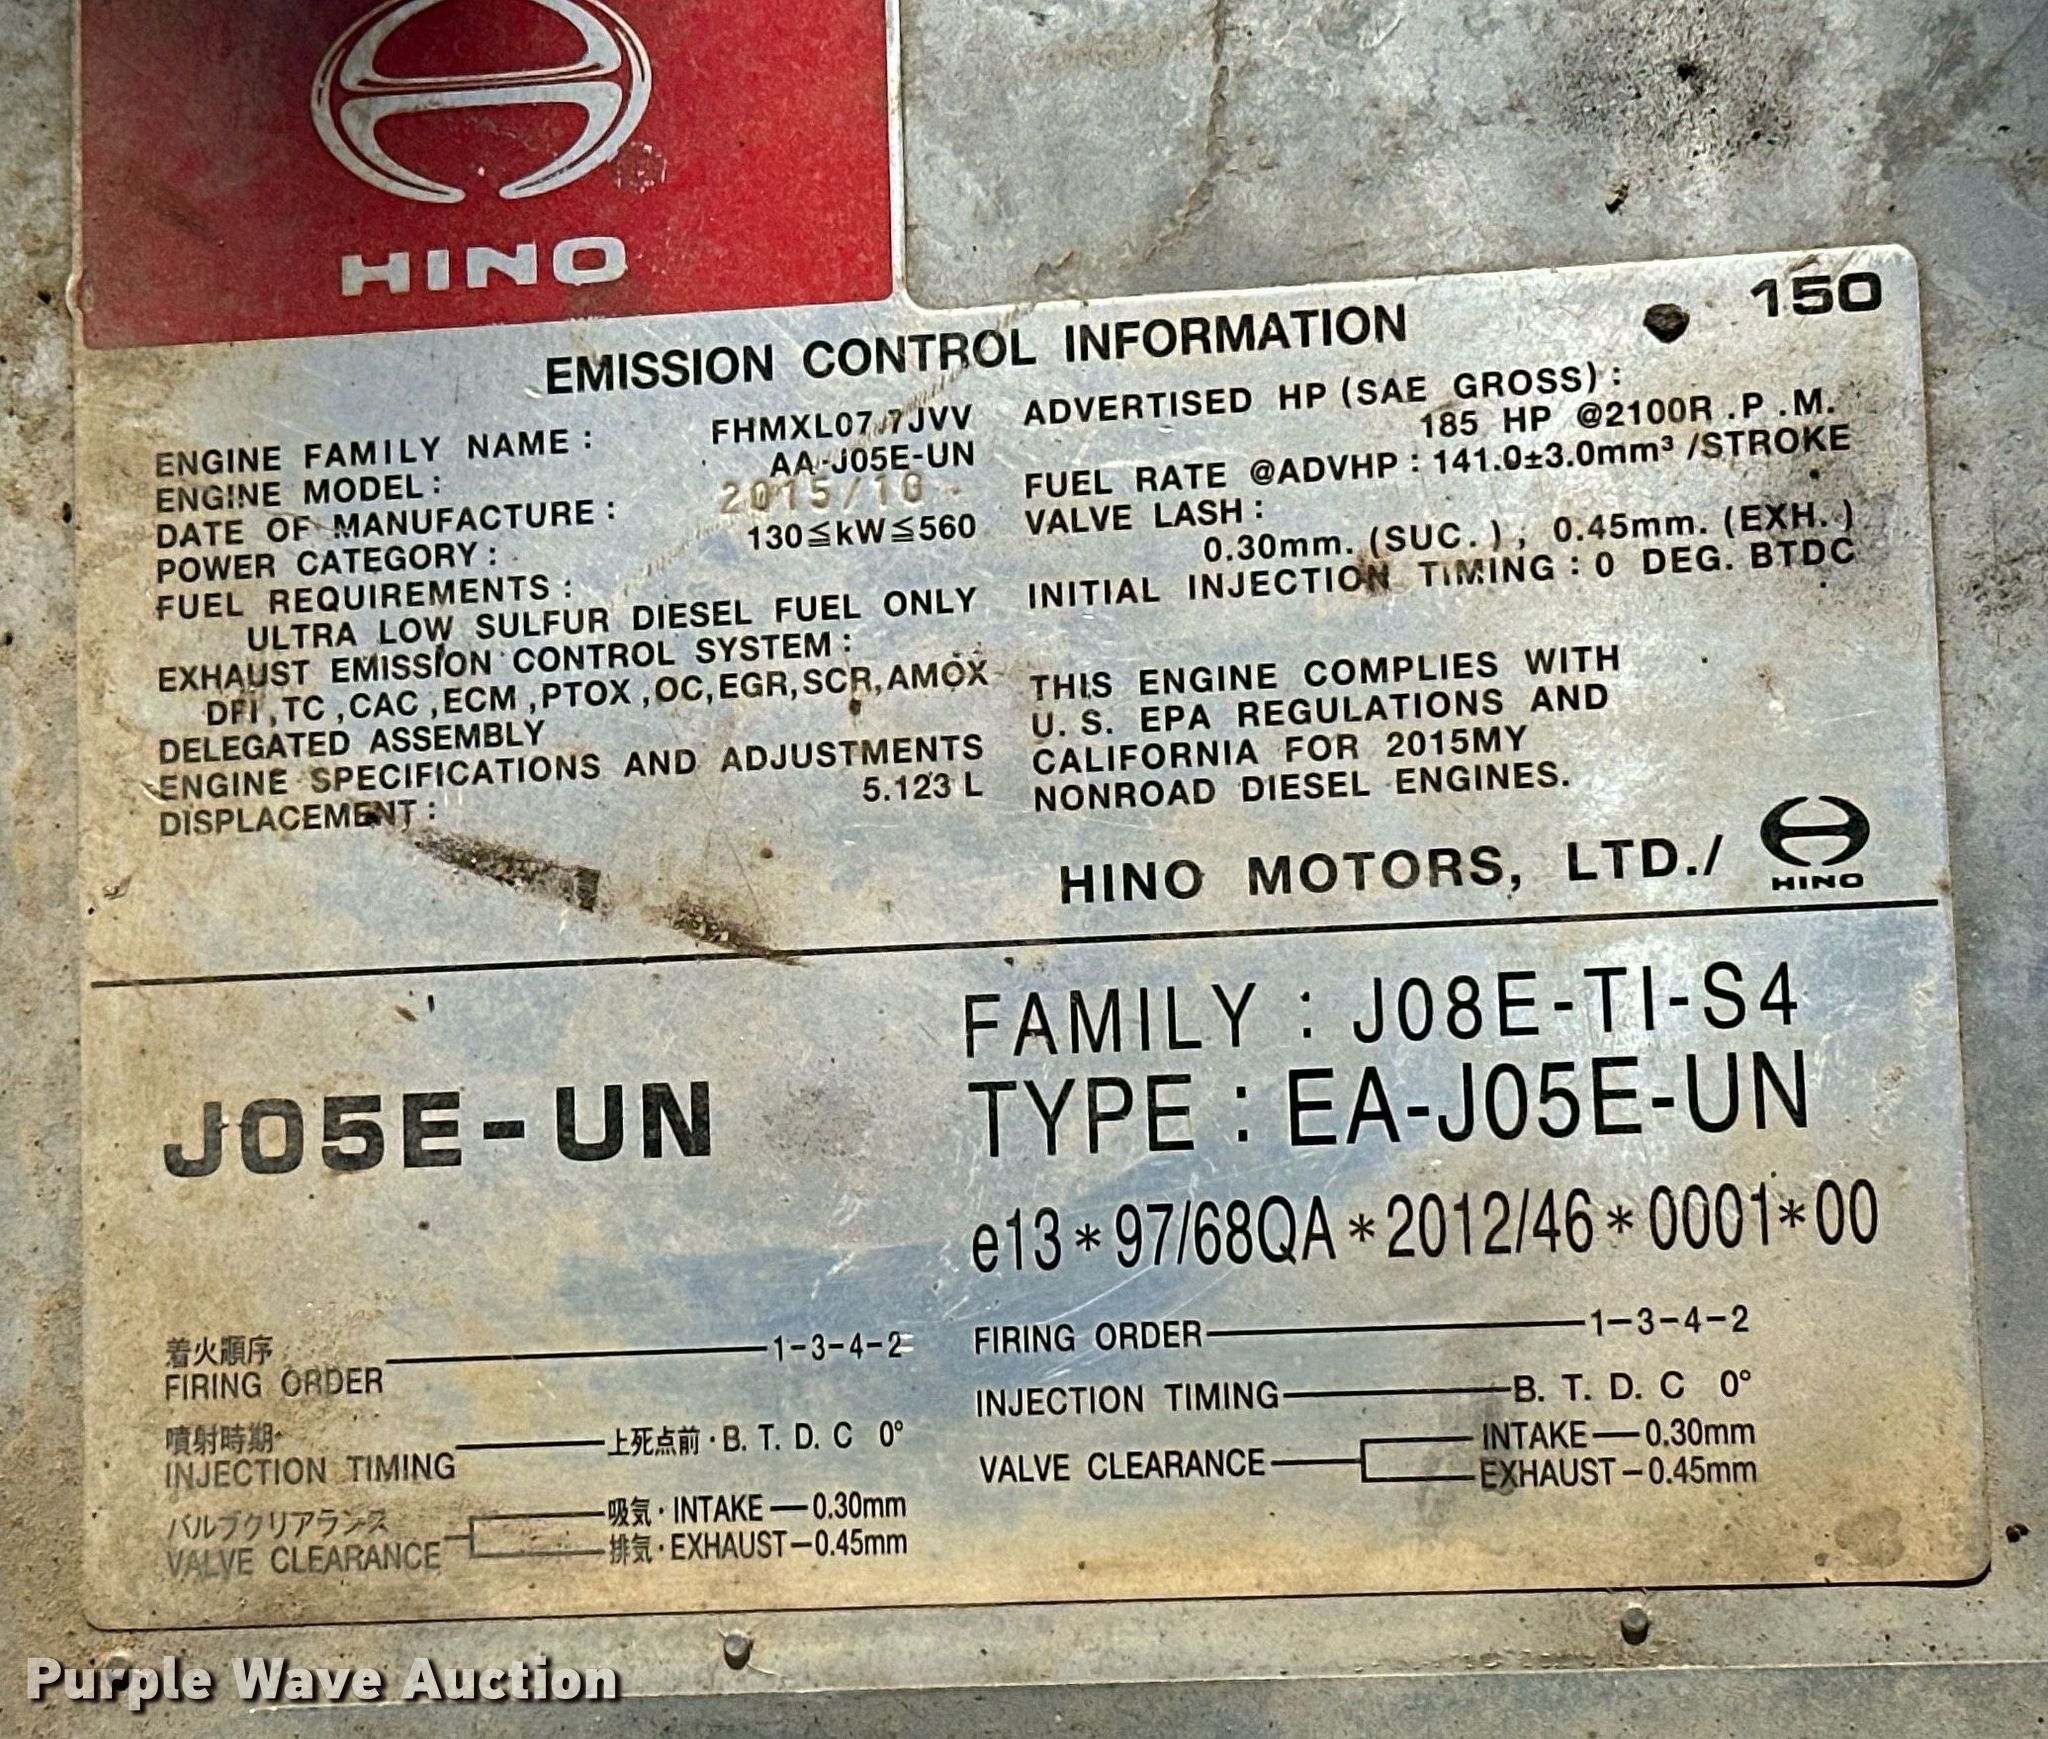 HINO
150
EMISSION CONTROL INFORMATION
ENGINE FAMILY NAME : FHMXL07.7JVV
ENGINE MODEL : AA-J05E-UN
DATE OF MANUFACTURE : 2015/10
POWER CATEGORY : 130≦kW≦560
FUEL REQUIREMENTS :
ULTRA LOW SULFUR DIESEL FUEL ONLY
EXHAUST EMISSION CONTROL SYSTEM :
DFI ,TC ,CAC ,ECM ,PTOX ,OC,EGR,SCR,AMOX
DELEGATED ASSEMBLY
ENGINE SPECIFICATIONS AND ADJUSTMENTS
DISPLACEMENT : 5.123 L
ADVERTISED HP (SAE GROSS) :
185 HP @2100R .P .M.
FUEL RATE @ADVHP : 141.0±3.0mm³ /STROKE
VALVE LASH :
0.30mm. (SUC. ) ; 0.45mm. (EXH. )
INITIAL INJECTION TIMING : 0 DEG. BTDC
THIS ENGINE COMPLIES WITH
U. S. EPA REGULATIONS AND
CALIFORNIA FOR 2015MY
NONROAD DIESEL ENGINES.
HINO MOTORS, LTD./
HINO
J05E-UN
FAMILY : J08E-TI-S4
TYPE : EA-J05E-UN
e13*97/68QA*2012/46*0001*00
着火順序
FIRING ORDER 1-3-4-2
噴射時期
INJECTION TIMING 上死点前・B. T. D. C 0°
バルブクリアランス
VALVE CLEARANCE
吸気・INTAKE—0.30mm
排気・EXHAUST—0.45mm
FIRING ORDER 1-3-4-2
INJECTION TIMING B. T. D. C 0°
VALVE CLEARANCE
INTAKE—0.30mm
EXHAUST—0.45mm
Purple Wave Auction